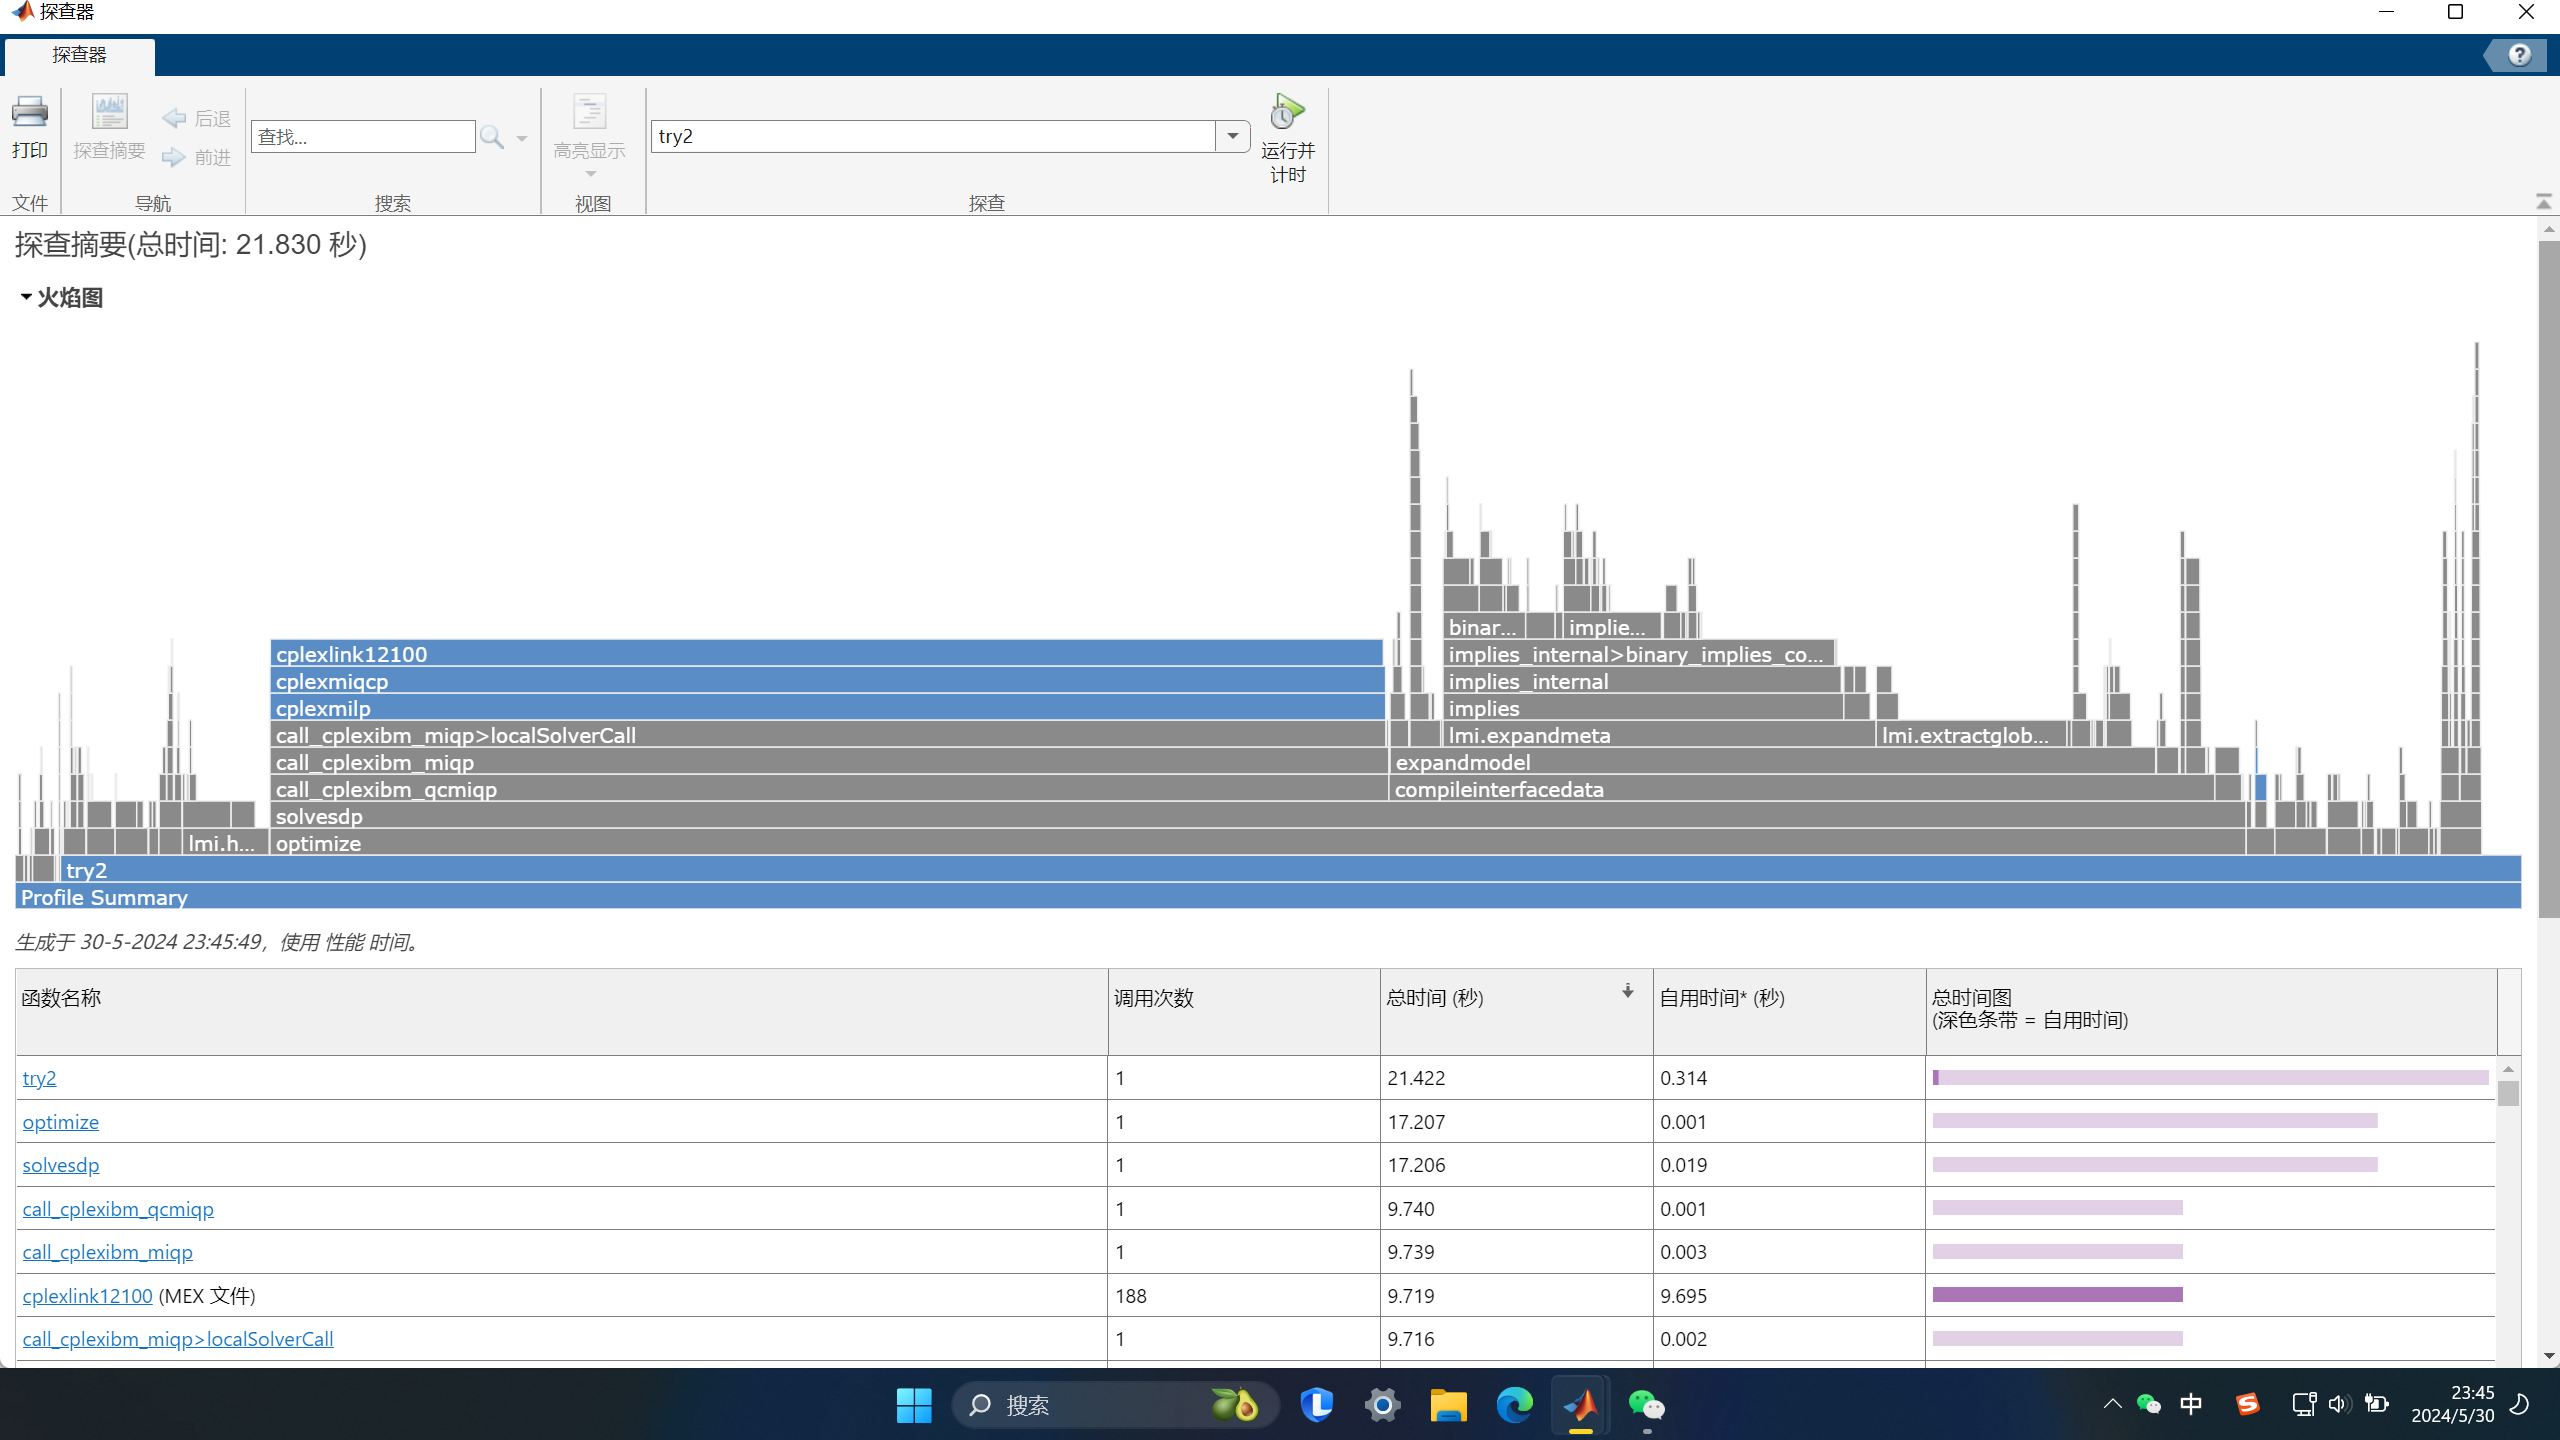 探查器
探查器
打印
探查摘要
后退
前进
查找...
高亮显示
try2
运行并
计时
文件
导航
搜索
视图
探查
探查摘要(总时间: 21.830 秒)
火焰图
binar...
implie...
cplexlink12100
implies_internal>binary_implies_co...
cplexmiqcp
implies_internal
cplexmilp
implies
call_cplexibm_miqp>localSolverCall
lmi.expandmeta
lmi.extractglob...
call_cplexibm_miqp
expandmodel
call_cplexibm_qcmiqp
compileinterfacedata
solvesdp
lmi.h...
optimize
try2
Profile Summary
生成于 30-5-2024 23:45:49，使用 性能 时间。
函数名称 调用次数 总时间 (秒) 自用时间* (秒) 总时间图
(深色条带 = 自用时间)
try2 1 21.422 0.314
optimize 1 17.207 0.001
solvesdp 1 17.206 0.019
call_cplexibm_qcmiqp 1 9.740 0.001
call_cplexibm_miqp 1 9.739 0.003
cplexlink12100 (MEX 文件) 188 9.719 9.695
call_cplexibm_miqp>localSolverCall 1 9.716 0.002
搜索
中
23:45
2024/5/30